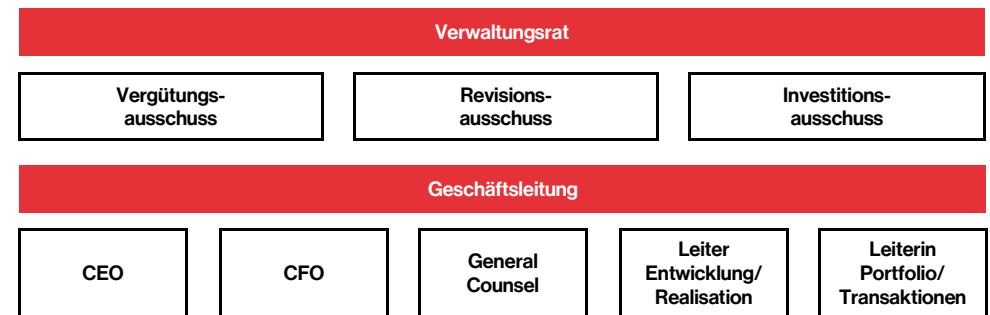 Verwaltungsrat
Vergütungs-
ausschuss
Revisions-
ausschuss
Investitions-
ausschuss
Geschäftsleitung
CEO
CFO
General
Counsel
Leiter
Entwicklung/
Realisation
Leiterin
Portfolio/
Transaktionen